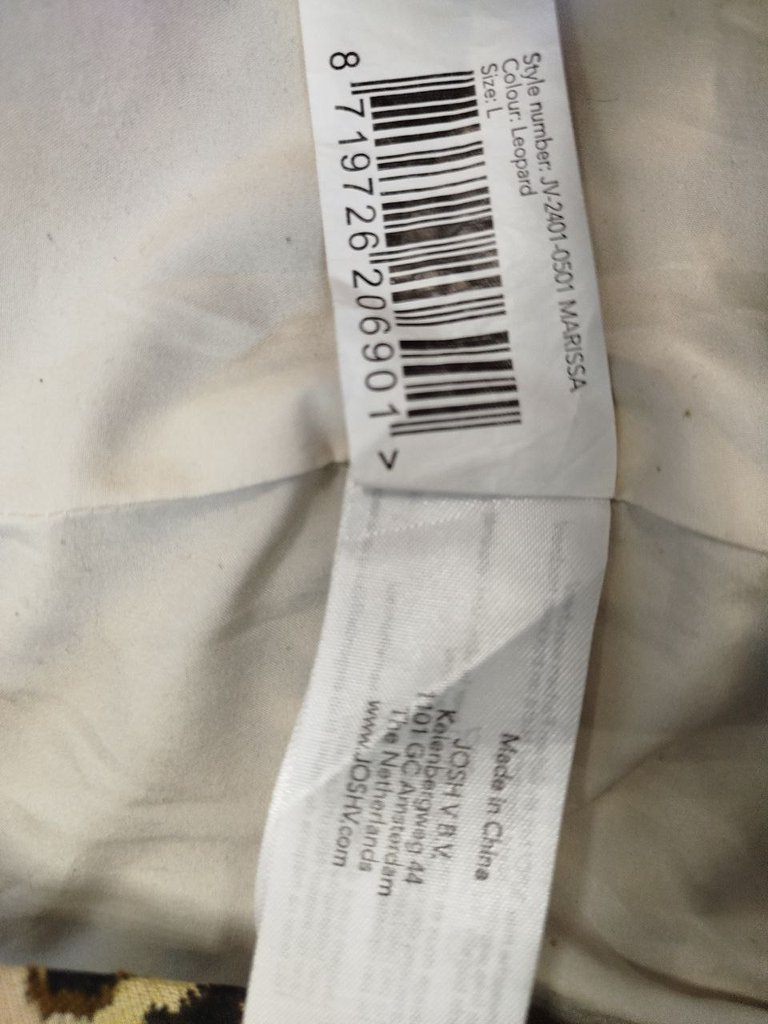 Style number: JV-2401-0501 MARISSA
Colour: Leopard
Size: L
8 719726 206901 >
Made in China
JOSH V B.V.
Keienbergweg 44
1101 GC Amsterdam
The Netherlands
www.JOSHV.com